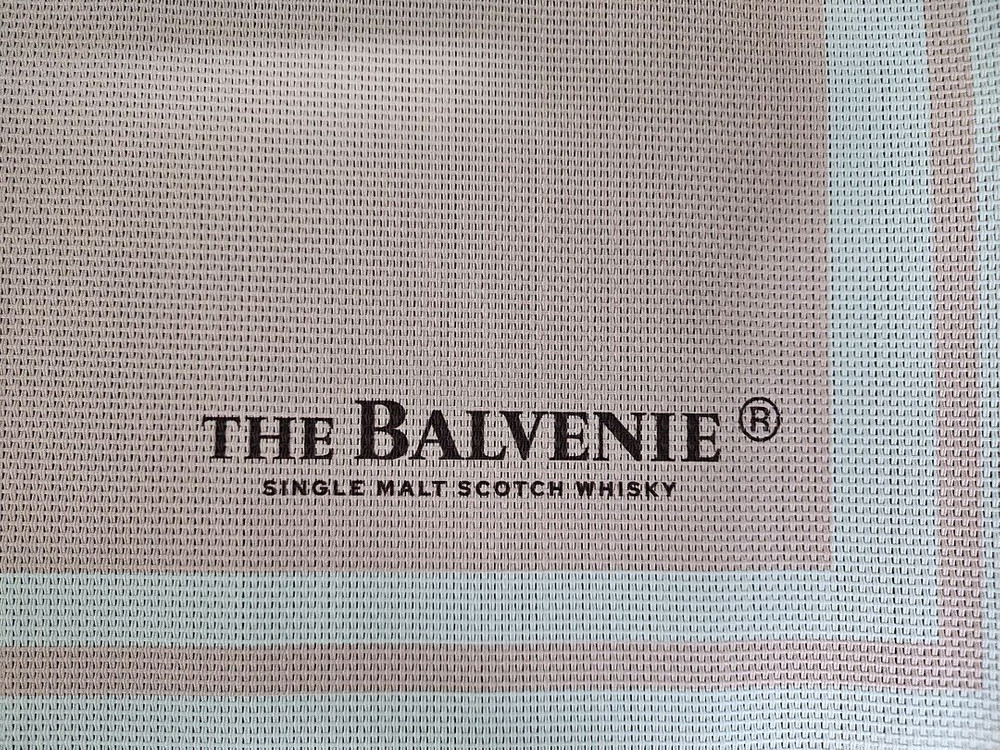 THE BALVENIE ®
SINGLE MALT SCOTCH WHISKY